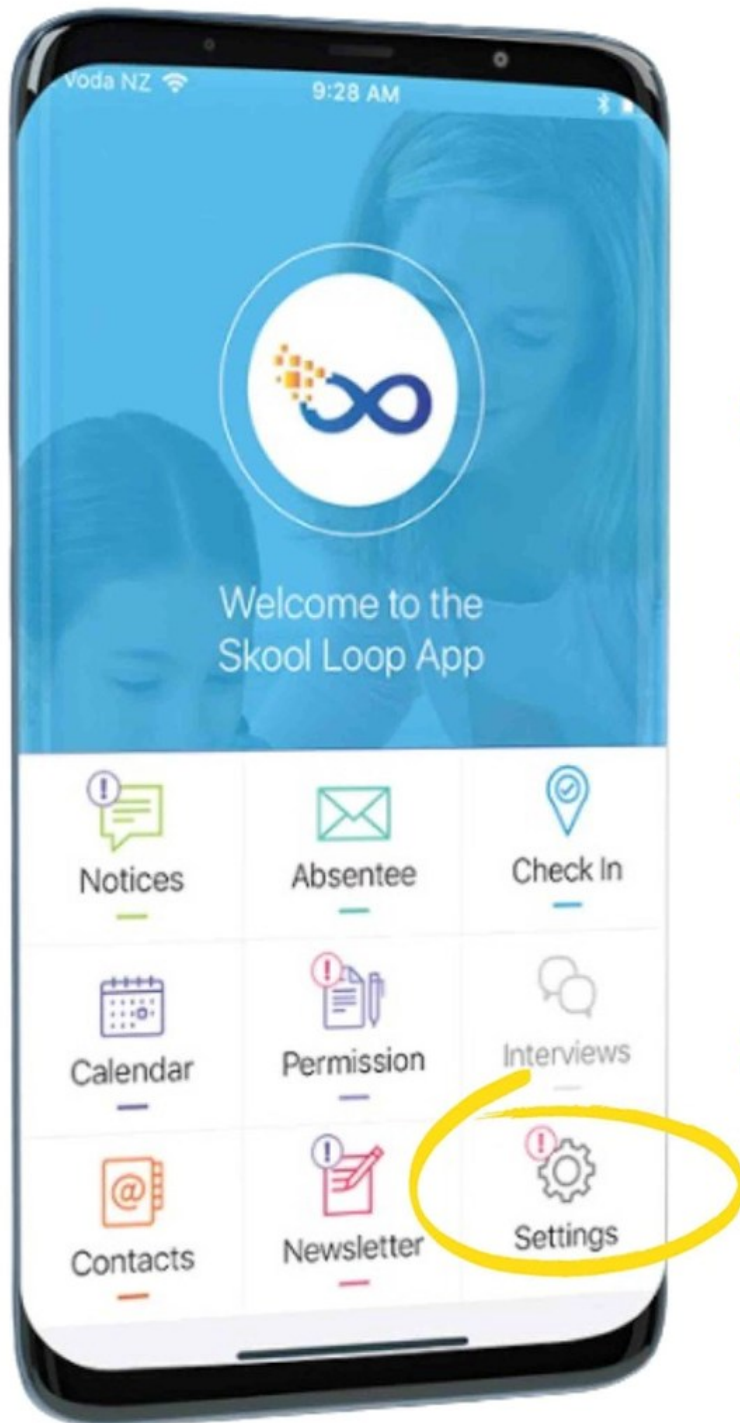 Voda NZ
9:28 AM
Welcome to the
Skool Loop App
Notices
Absentee
Check In
Calendar
Permission
Interviews
Contacts
Newsletter
Settings